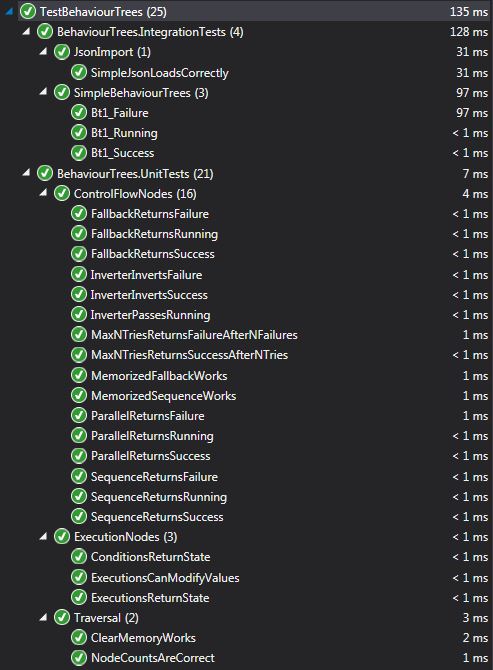 TestBehaviourTrees (25) 135 ms
BehaviourTrees.IntegrationTests (4) 128 ms
JsonImport (1) 31 ms
SimpleJsonLoadsCorrectly 31 ms
SimpleBehaviourTrees (3) 97 ms
Bt1_Failure 97 ms
Bt1_Running < 1 ms
Bt1_Success < 1 ms
BehaviourTrees.UnitTests (21) 7 ms
ControlFlowNodes (16) 4 ms
FallbackReturnsFailure < 1 ms
FallbackReturnsRunning < 1 ms
FallbackReturnsSuccess < 1 ms
InverterInvertsFailure < 1 ms
InverterInvertsSuccess < 1 ms
InverterPassesRunning < 1 ms
MaxNTriesReturnsFailureAfterNFailures 1 ms
MaxNTriesReturnsSuccessAfterNTries < 1 ms
MemorizedFallbackWorks 1 ms
MemorizedSequenceWorks 1 ms
ParallelReturnsFailure 1 ms
ParallelReturnsRunning < 1 ms
ParallelReturnsSuccess < 1 ms
SequenceReturnsFailure < 1 ms
SequenceReturnsRunning < 1 ms
SequenceReturnsSuccess < 1 ms
ExecutionNodes (3) < 1 ms
ConditionsReturnState < 1 ms
ExecutionsCanModifyValues < 1 ms
ExecutionsReturnState < 1 ms
Traversal (2) 3 ms
ClearMemoryWorks 2 ms
NodeCountsAreCorrect 1 ms